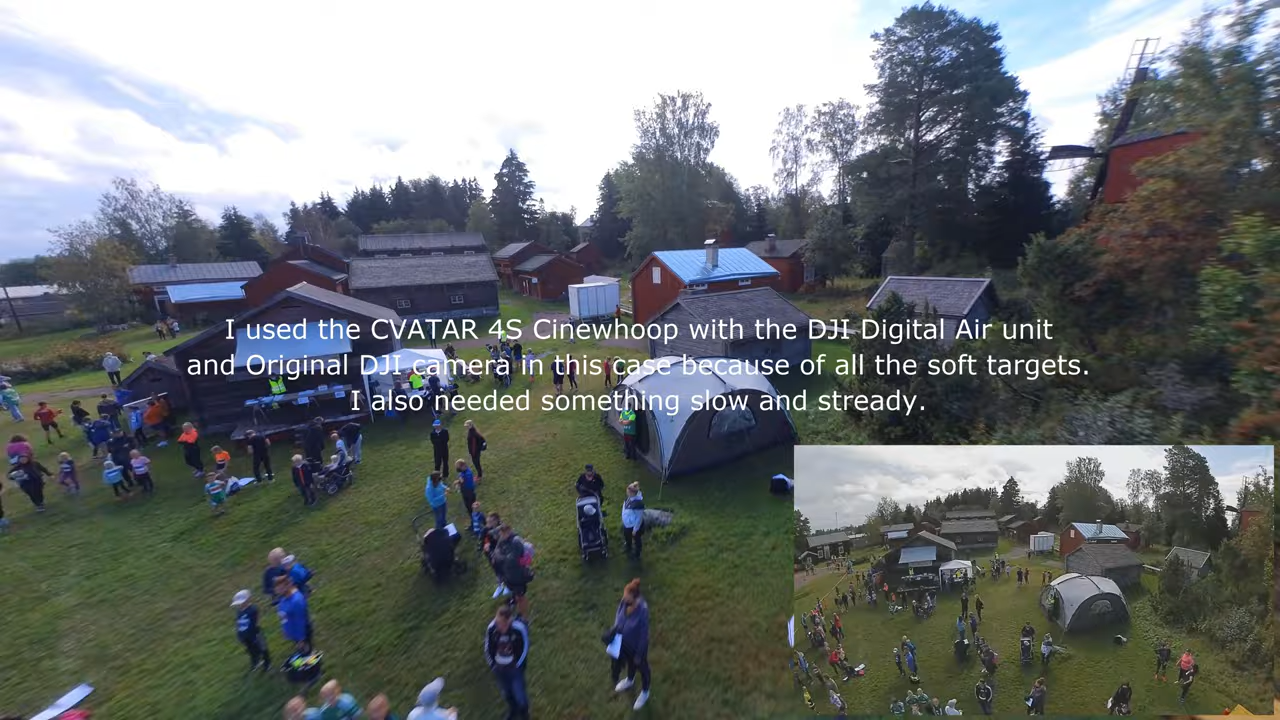 I used the CVATAR 4S Cinewhoop with the DJI Digital Air unit
and Original DJI camera in this case because of all the soft targets.
I also needed something slow and stready.